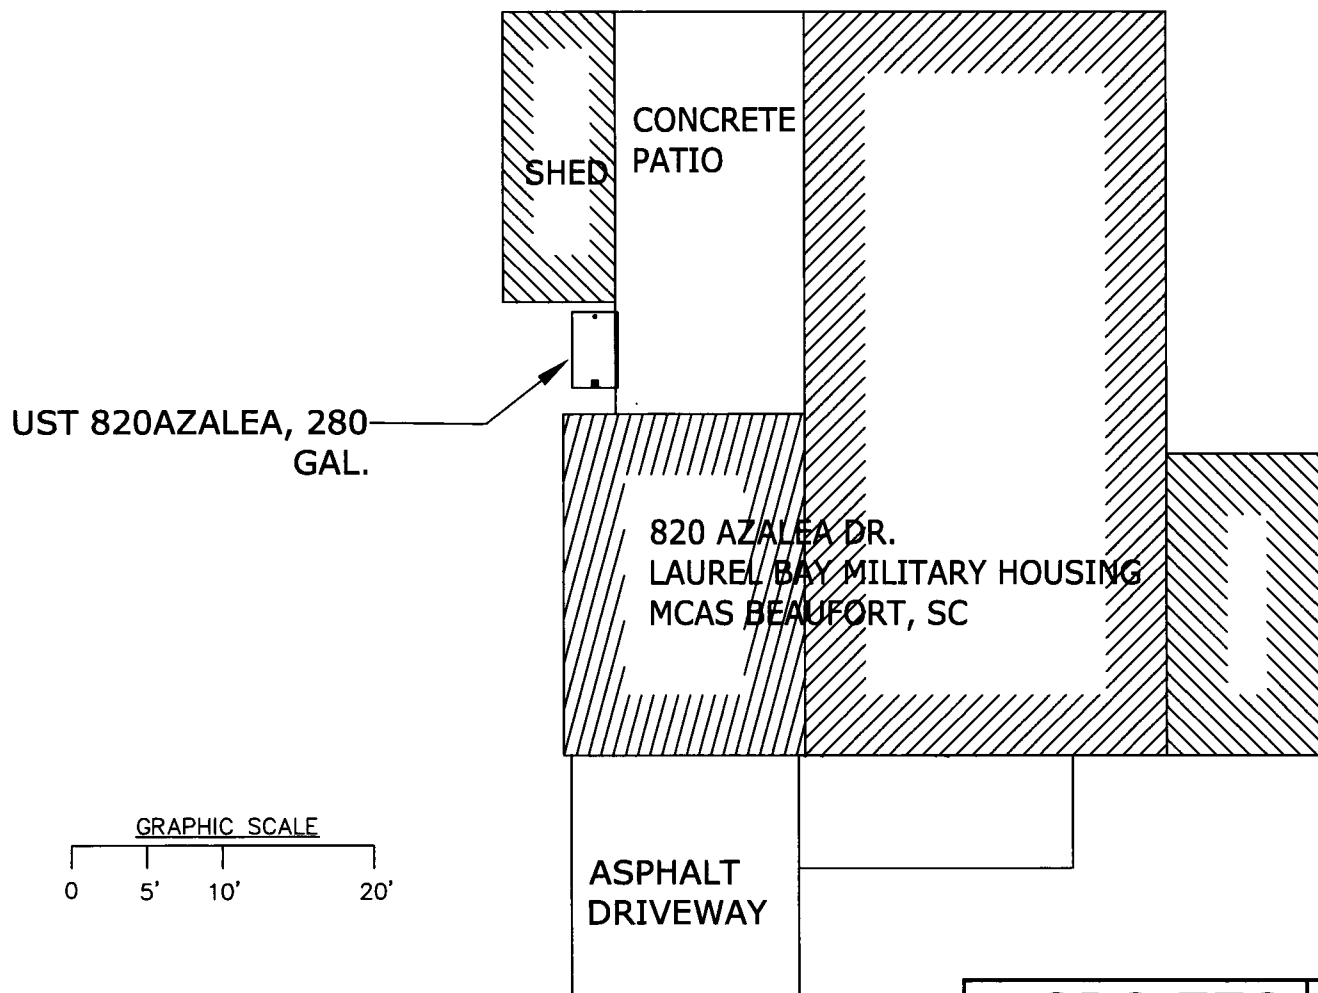 CONCRETE
PATIO
SHED
UST 820AZALEA, 280
GAL.
820 AZALEA DR.
LAUREL BAY MILITARY HOUSING
MCAS BEAUFORT, SC
GRAPHIC SCALE
0 5' 10' 20'
ASPHALT
DRIVEWAY